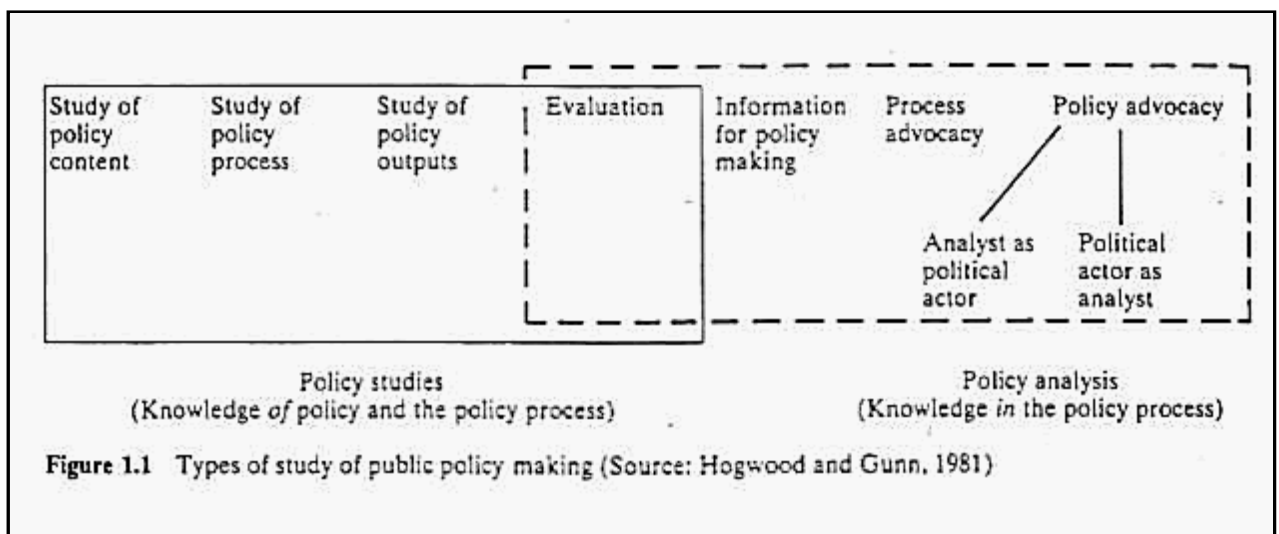 Study of policy content
Study of policy process
Study of policy outputs
Evaluation
Information for policy making
Process advocacy
Policy advocacy
Analyst as political actor
Political actor as analyst
Policy studies
(Knowledge of policy and the policy process)
Policy analysis
(Knowledge in the policy process)
Figure 1.1 Types of study of public policy making (Source: Hogwood and Gunn, 1981)